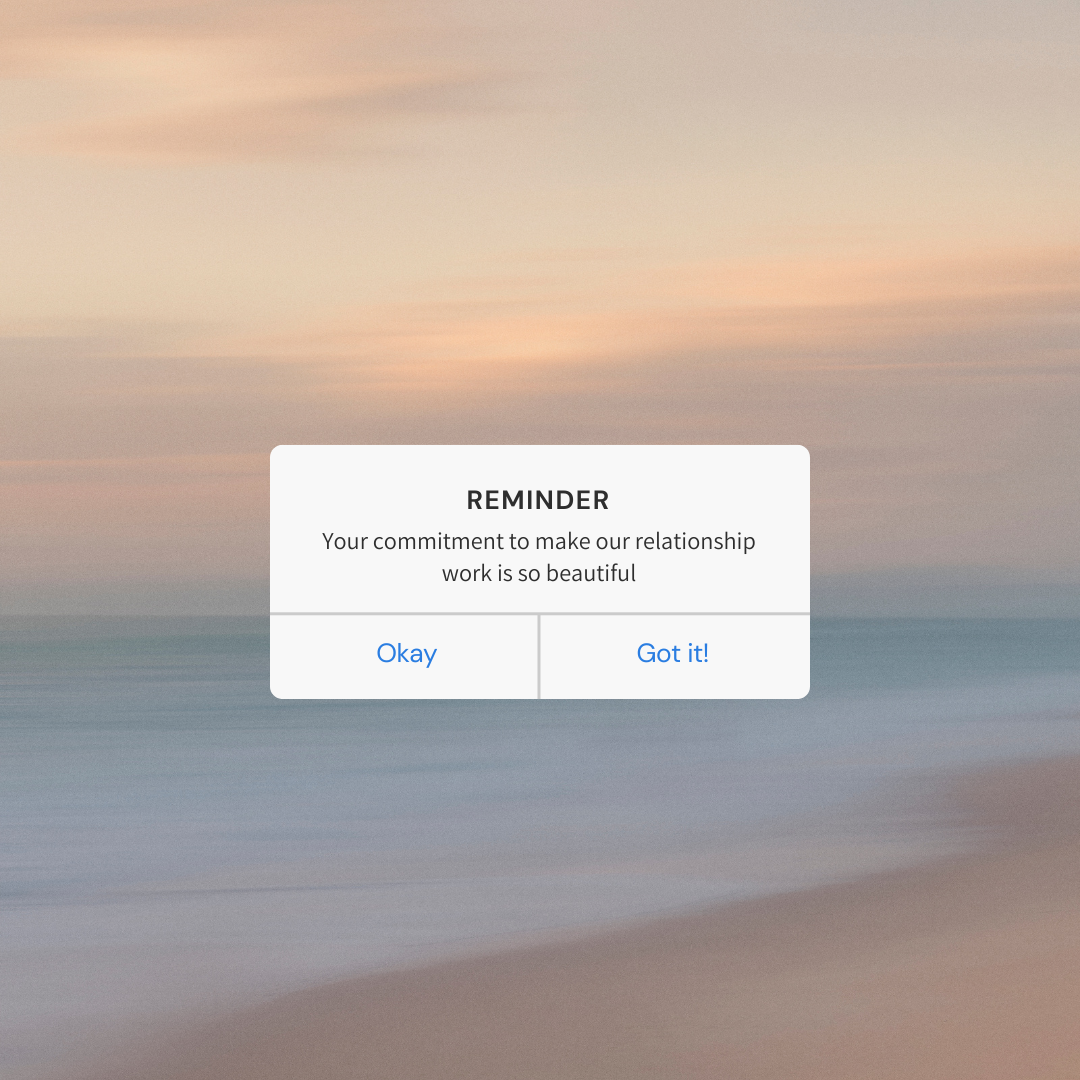 REMINDER
Your commitment to make our relationship
work is so beautiful
Okay
Got it!